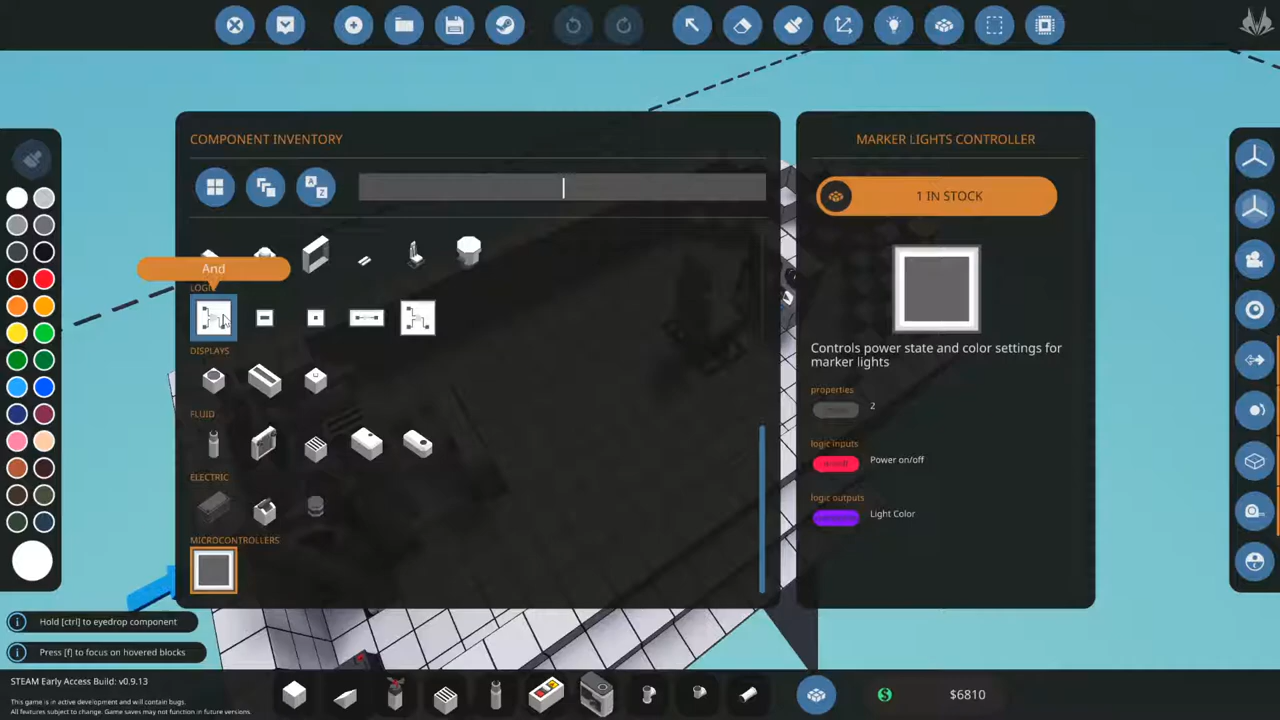 COMPONENT INVENTORY
MARKER LIGHTS CONTROLLER
1 IN STOCK
And
LOGIC
DISPLAYS
FLUID
ELECTRIC
MICROCONTROLLERS
Controls power state and color settings for
marker lights
properties
2
logic inputs
on/off
Power on/off
logic outputs
Light Color
Hold [ctrl] to eyedrop component
Press [f] to focus on hovered blocks
STEAM Early Access Build: v0.9.13
This game is in active development and will contain bugs.
All features subject to change. Game saves may not function in future versions.
$6810